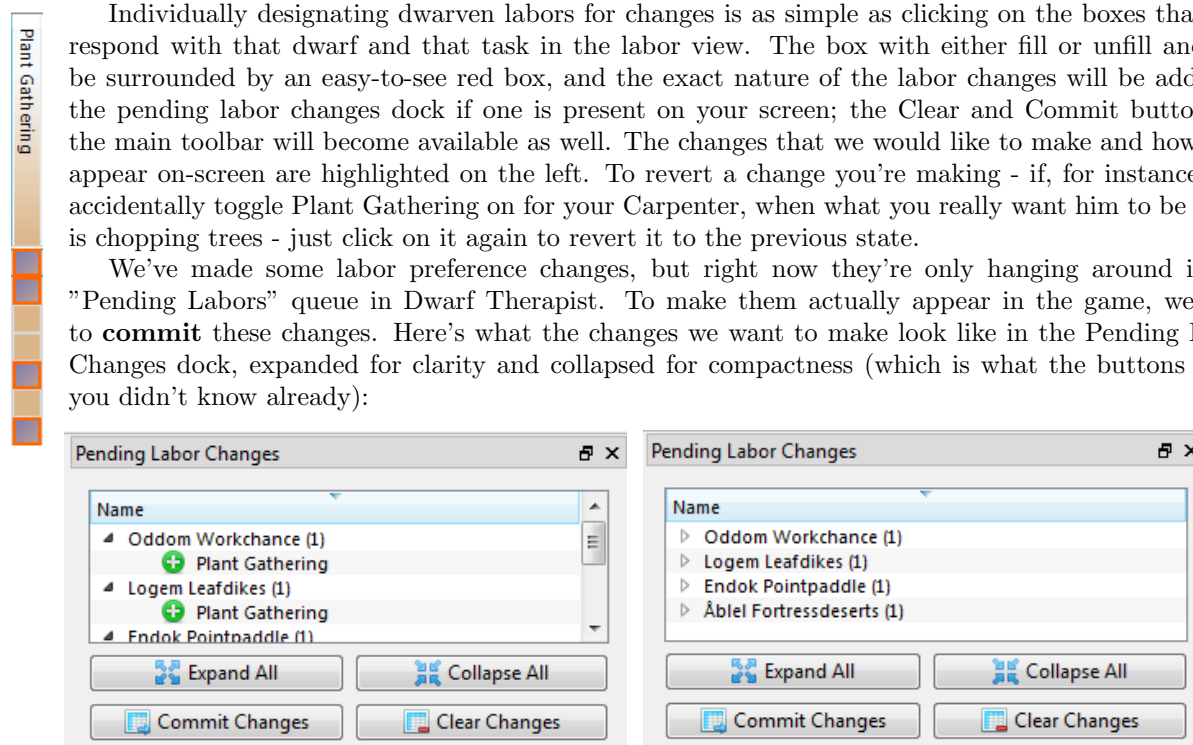 Plant Gathering
Individually designating dwarven labors for changes is as simple as clicking on the boxes tha
respond with that dwarf and that task in the labor view. The box with either fill or unfill an
be surrounded by an easy-to-see red box, and the exact nature of the labor changes will be add
the pending labor changes dock if one is present on your screen; the Clear and Commit butto
the main toolbar will become available as well. The changes that we would like to make and how
appear on-screen are highlighted on the left. To revert a change you're making - if, for instance
accidentally toggle Plant Gathering on for your Carpenter, when what you really want him to be
is chopping trees - just click on it again to revert it to the previous state.
We've made some labor preference changes, but right now they're only hanging around i
"Pending Labors" queue in Dwarf Therapist. To make them actually appear in the game, we
to commit these changes. Here's what the changes we want to make look like in the Pending
Changes dock, expanded for clarity and collapsed for compactness (which is what the buttons
you didn't know already):
Pending Labor Changes
Name
Oddom Workchance (1)
Plant Gathering
Logem Leafdikes (1)
Plant Gathering
Endok Pointpaddle (1)
Expand All Collapse All
Commit Changes Clear Changes
Pending Labor Changes
Name
Oddom Workchance (1)
Logem Leafdikes (1)
Endok Pointpaddle (1)
Åblel Fortressdeserts (1)
Expand All Collapse All
Commit Changes Clear Changes